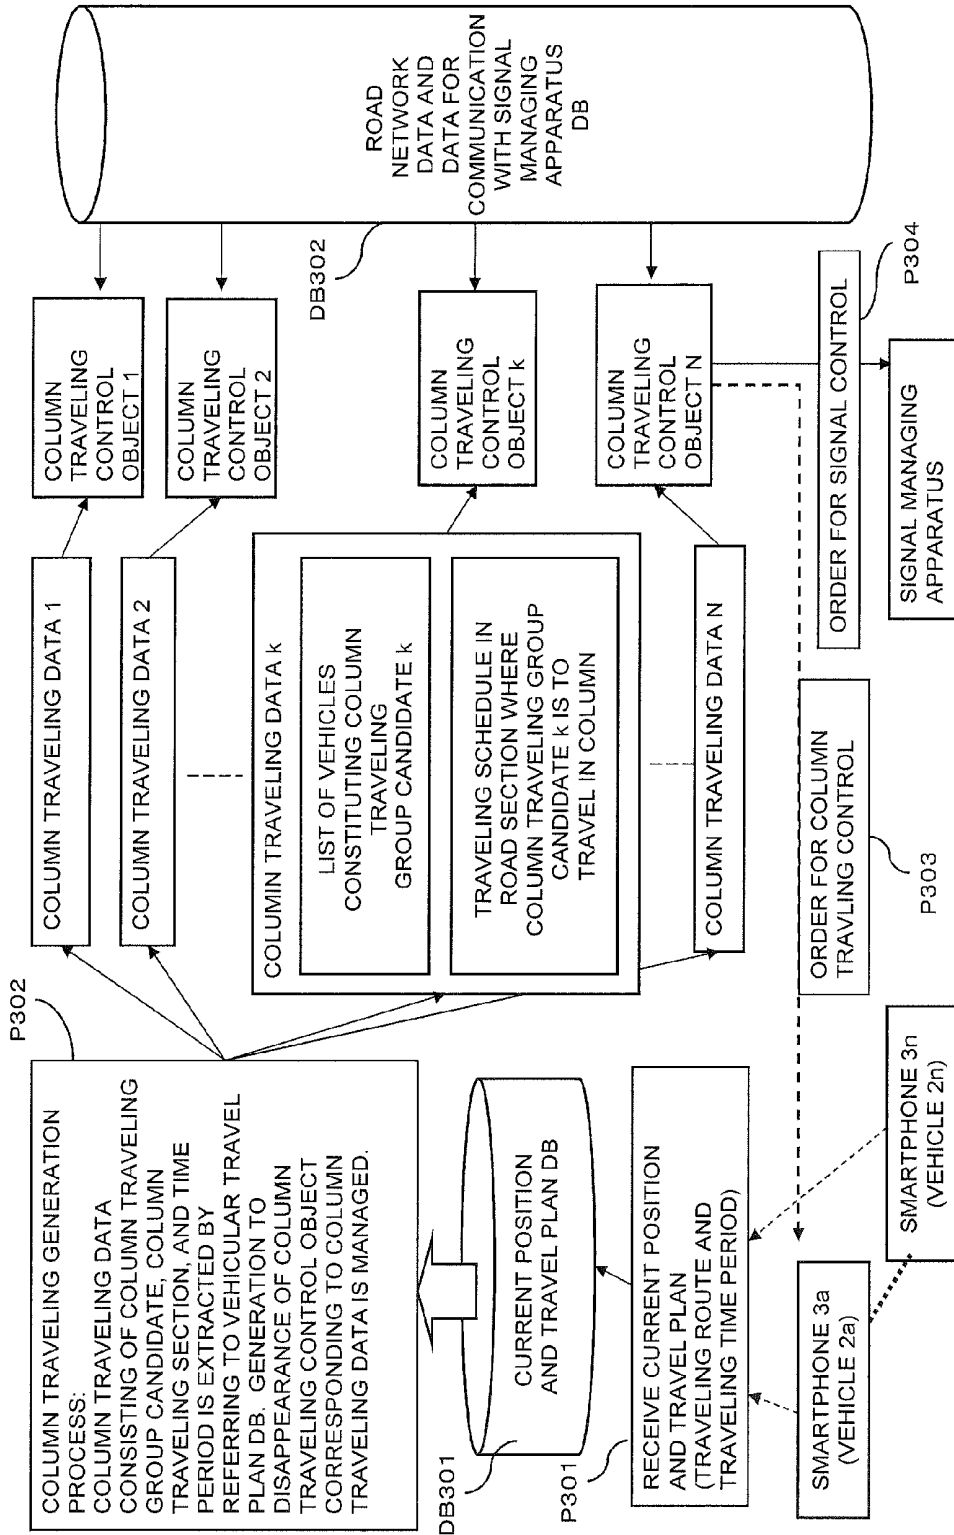 COLUMN TRAVELING GENERATION
PROCESS:
COLUMN TRAVELING DATA
CONSISTING OF COLUMN TRAVELING
GROUP CANDIDATE, COLUMN
TRAVELING SECTION, AND TIME
PERIOD IS EXTRACTED BY
REFERRING TO VEHICULAR TRAVEL
PLAN DB. GENERATION TO
DISAPPEARANCE OF COLUMN
TRAVELING CONTROL OBJECT
CORRESPONDING TO COLUMN
TRAVELING DATA IS MANAGED.
P302
COLUMN TRAVELING DATA 1
COLUMN TRAVELING DATA 2
COLUMN TRAVELING DATA k
LIST OF VEHICLES
CONSTITUTING COLUMN
TRAVELING
GROUP CANDIDATE k
TRAVELING SCHEDULE IN
ROAD SECTION WHERE
COLUMN TRAVELING GROUP
CANDIDATE k IS TO
TRAVEL IN COLUMN
COLUMN TRAVELING DATA N
COLUMN
TRAVELING
CONTROL
OBJECT 1
COLUMN
TRAVELING
CONTROL
OBJECT 2
COLUMN
TRAVELING
CONTROL
OBJECT k
COLUMN
TRAVELING
CONTROL
OBJECT N
DB302
ROAD
NETWORK
DATA AND
DATA FOR
COMMUNICATION
WITH SIGNAL
MANAGING
APPARATUS
DB
DB301
CURRENT POSITION
AND TRAVEL PLAN DB
P301
RECEIVE CURRENT POSITION
AND TRAVEL PLAN
(TRAVELING ROUTE AND
TRAVELING TIME PERIOD)
SMARTPHONE 3a
(VEHICLE 2a)
SMARTPHONE 3n
(VEHICLE 2n)
ORDER FOR COLUMN
TRAVLING CONTROL
P303
ORDER FOR SIGNAL CONTROL
P304
SIGNAL MANAGING
APPARATUS